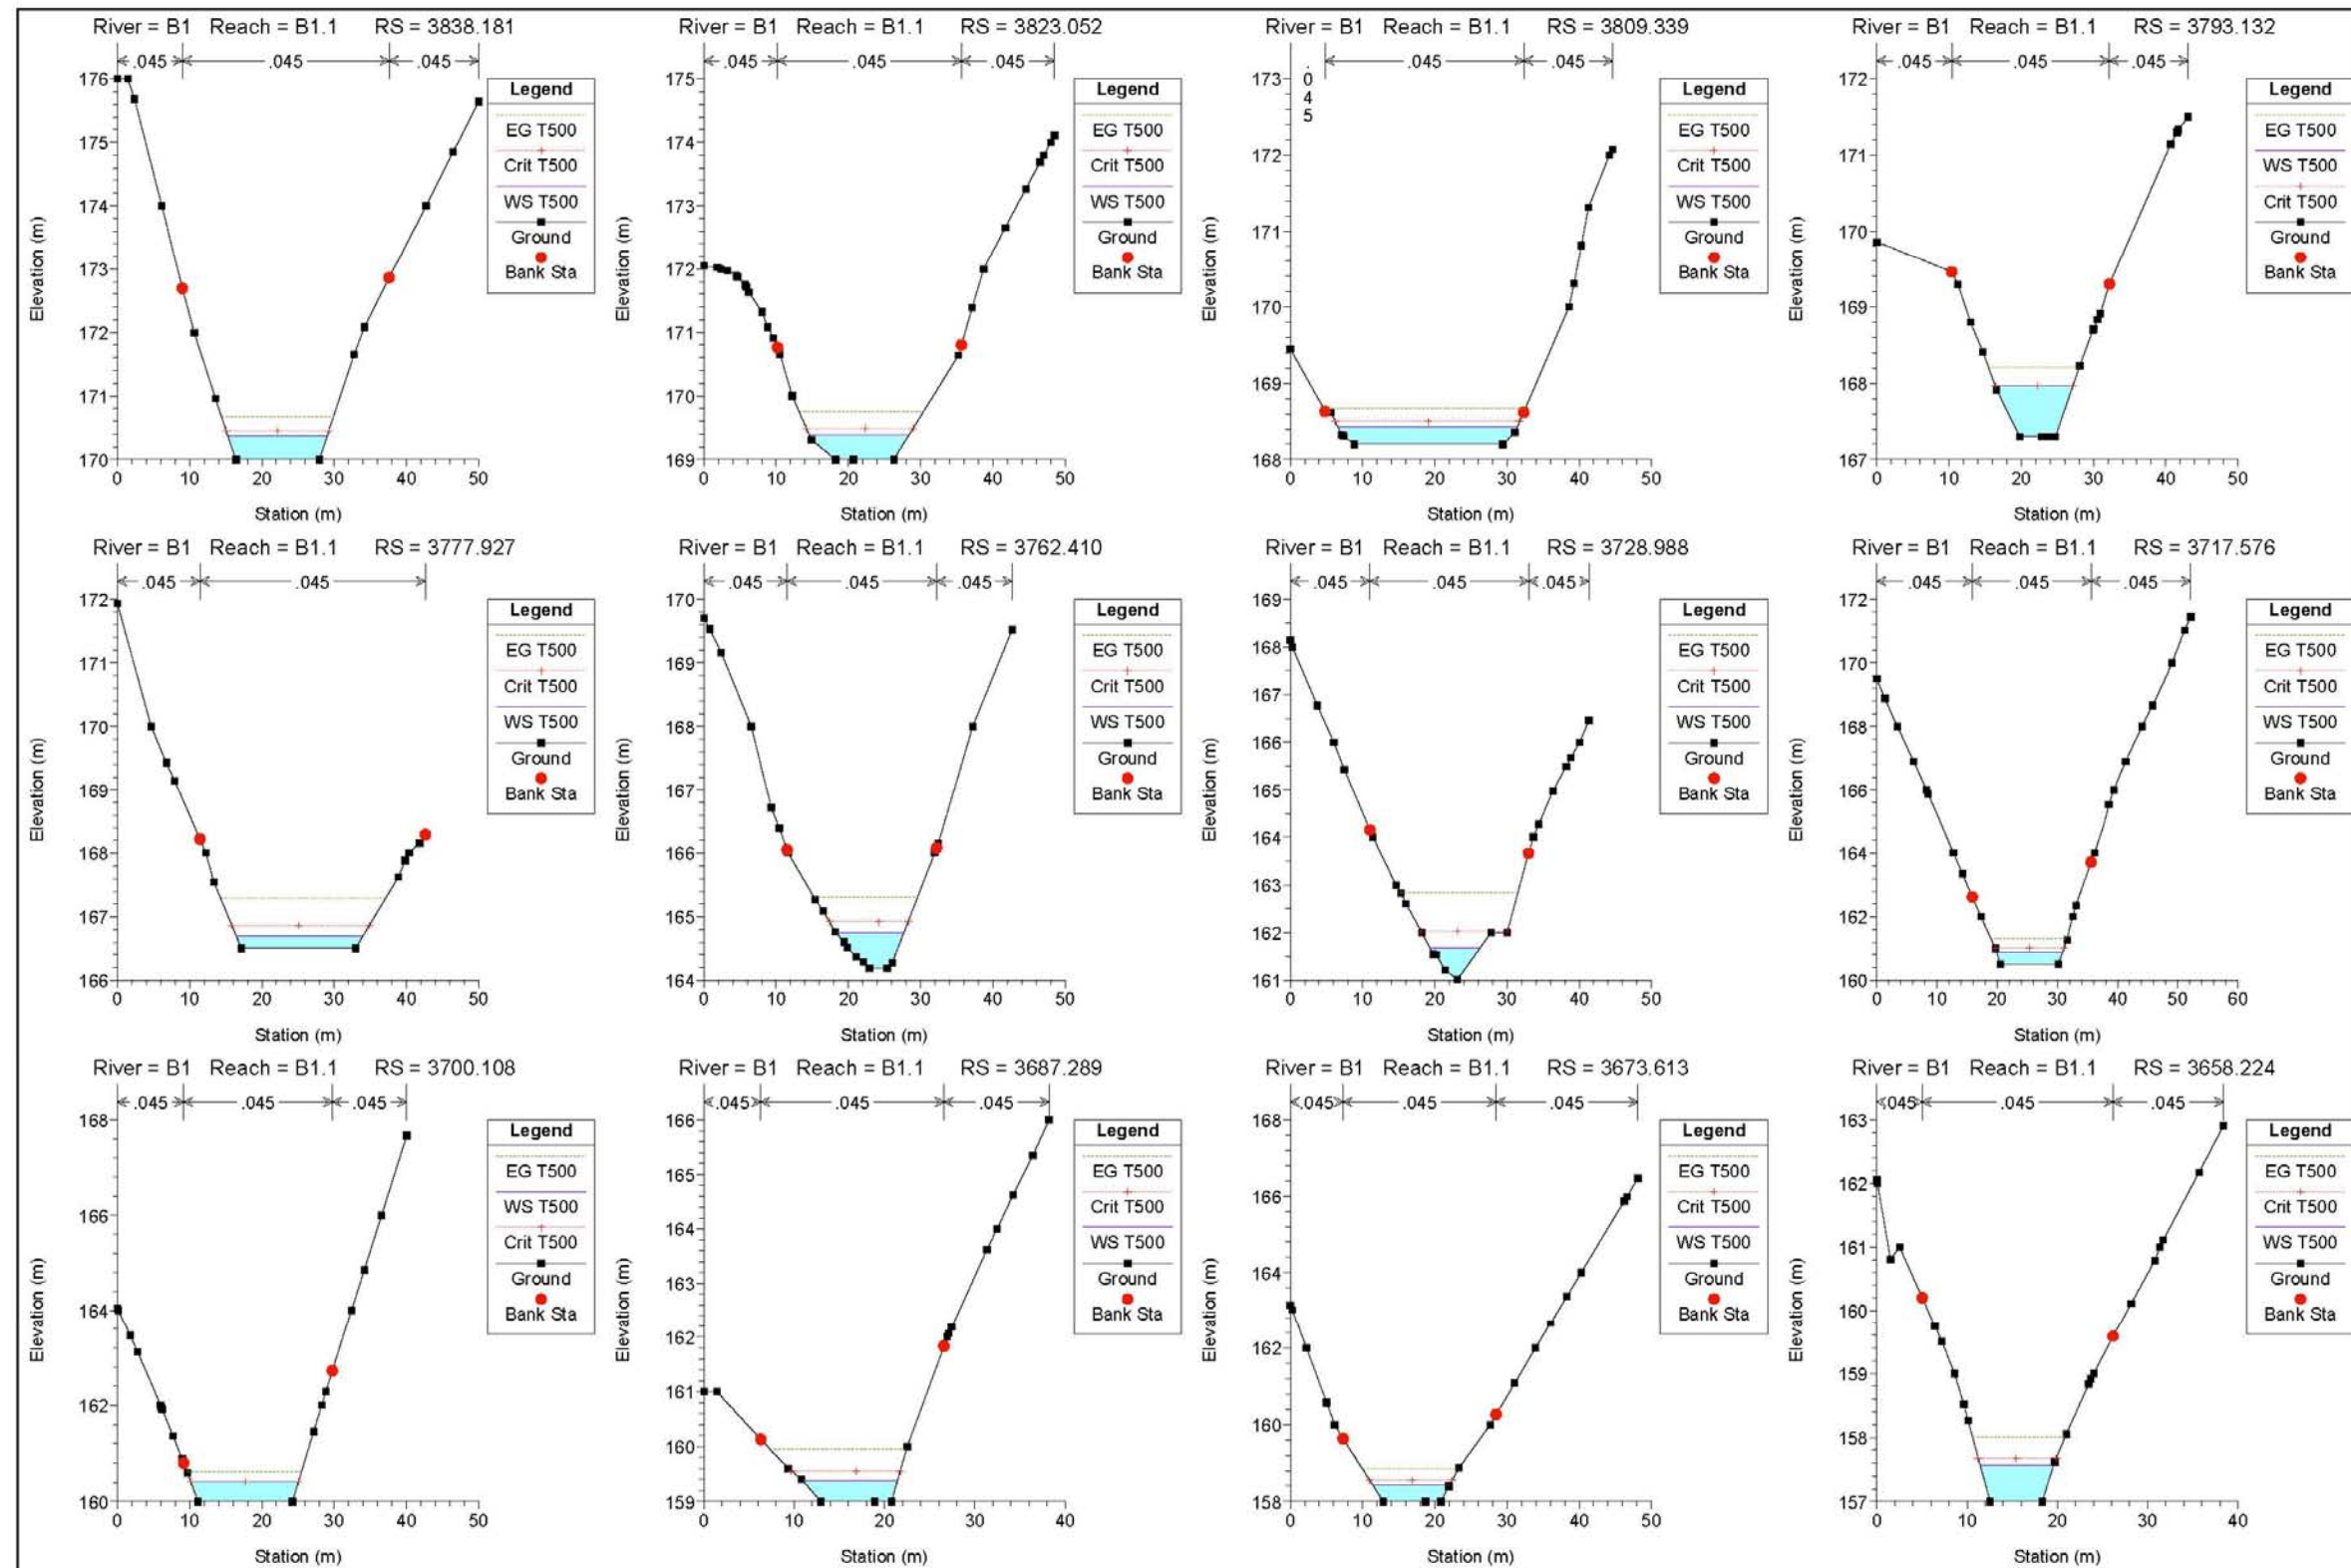 River = B1 Reach = B1.1 RS = 3838.181
.045 .045 .045
176
175
174
173
172
171
170
Elevation (m)
0 10 20 30 40 50
Station (m)
Legend
EG T500
Crit T500
WS T500
Ground
Bank Sta
River = B1 Reach = B1.1 RS = 3823.052
.045 .045 .045
175
174
173
172
171
170
169
Elevation (m)
0 10 20 30 40 50
Station (m)
Legend
EG T500
Crit T500
WS T500
Ground
Bank Sta
River = B1 Reach = B1.1 RS = 3809.339
.
0
4
5
.045 .045
173
172
171
170
169
168
Elevation (m)
0 10 20 30 40 50
Station (m)
Legend
EG T500
Crit T500
WS T500
Ground
Bank Sta
River = B1 Reach = B1.1 RS = 3793.132
.045 .045 .045
172
171
170
169
168
167
Elevation (m)
0 10 20 30 40 50
Station (m)
Legend
EG T500
WS T500
Crit T500
Ground
Bank Sta
River = B1 Reach = B1.1 RS = 3777.927
.045 .045
172
171
170
169
168
167
166
Elevation (m)
0 10 20 30 40 50
Station (m)
Legend
EG T500
Crit T500
WS T500
Ground
Bank Sta
River = B1 Reach = B1.1 RS = 3762.410
.045 .045 .045
170
169
168
167
166
165
164
Elevation (m)
0 10 20 30 40 50
Station (m)
Legend
EG T500
Crit T500
WS T500
Ground
Bank Sta
River = B1 Reach = B1.1 RS = 3728.988
.045 .045 .045
169
168
167
166
165
164
163
162
161
Elevation (m)
0 10 20 30 40 50
Station (m)
Legend
EG T500
Crit T500
WS T500
Ground
Bank Sta
River = B1 Reach = B1.1 RS = 3717.576
.045 .045 .045
172
170
168
166
164
162
160
Elevation (m)
0 10 20 30 40 50 60
Station (m)
Legend
EG T500
Crit T500
WS T500
Ground
Bank Sta
River = B1 Reach = B1.1 RS = 3700.108
.045 .045 .045
168
166
164
162
160
Elevation (m)
0 10 20 30 40 50
Station (m)
Legend
EG T500
WS T500
Crit T500
Ground
Bank Sta
River = B1 Reach = B1.1 RS = 3687.289
.045 .045 .045
166
165
164
163
162
161
160
159
Elevation (m)
0 10 20 30 40
Station (m)
Legend
EG T500
Crit T500
WS T500
Ground
Bank Sta
River = B1 Reach = B1.1 RS = 3673.613
.045 .045 .045
168
166
164
162
160
158
Elevation (m)
0 10 20 30 40 50
Station (m)
Legend
EG T500
Crit T500
WS T500
Ground
Bank Sta
River = B1 Reach = B1.1 RS = 3658.224
.045 .045 .045
163
162
161
160
159
158
157
Elevation (m)
0 10 20 30 40
Station (m)
Legend
EG T500
Crit T500
WS T500
Ground
Bank Sta